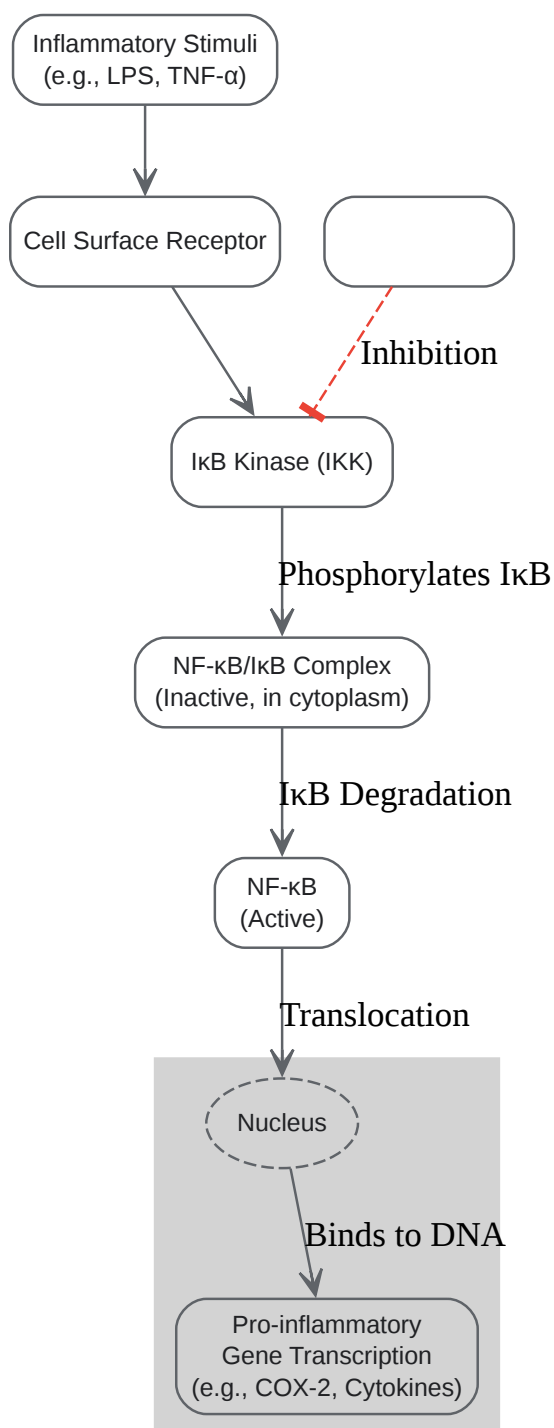 Inflammatory Stimuli
(e.g., LPS, TNF-α)
Cell Surface Receptor
Inhibition
IκB Kinase (IKK)
Phosphorylates IκB
NF-κB/IκB Complex
(Inactive, in cytoplasm)
IκB Degradation
NF-κB
(Active)
Translocation
Nucleus
Binds to DNA
Pro-inflammatory
Gene Transcription
(e.g., COX-2, Cytokines)